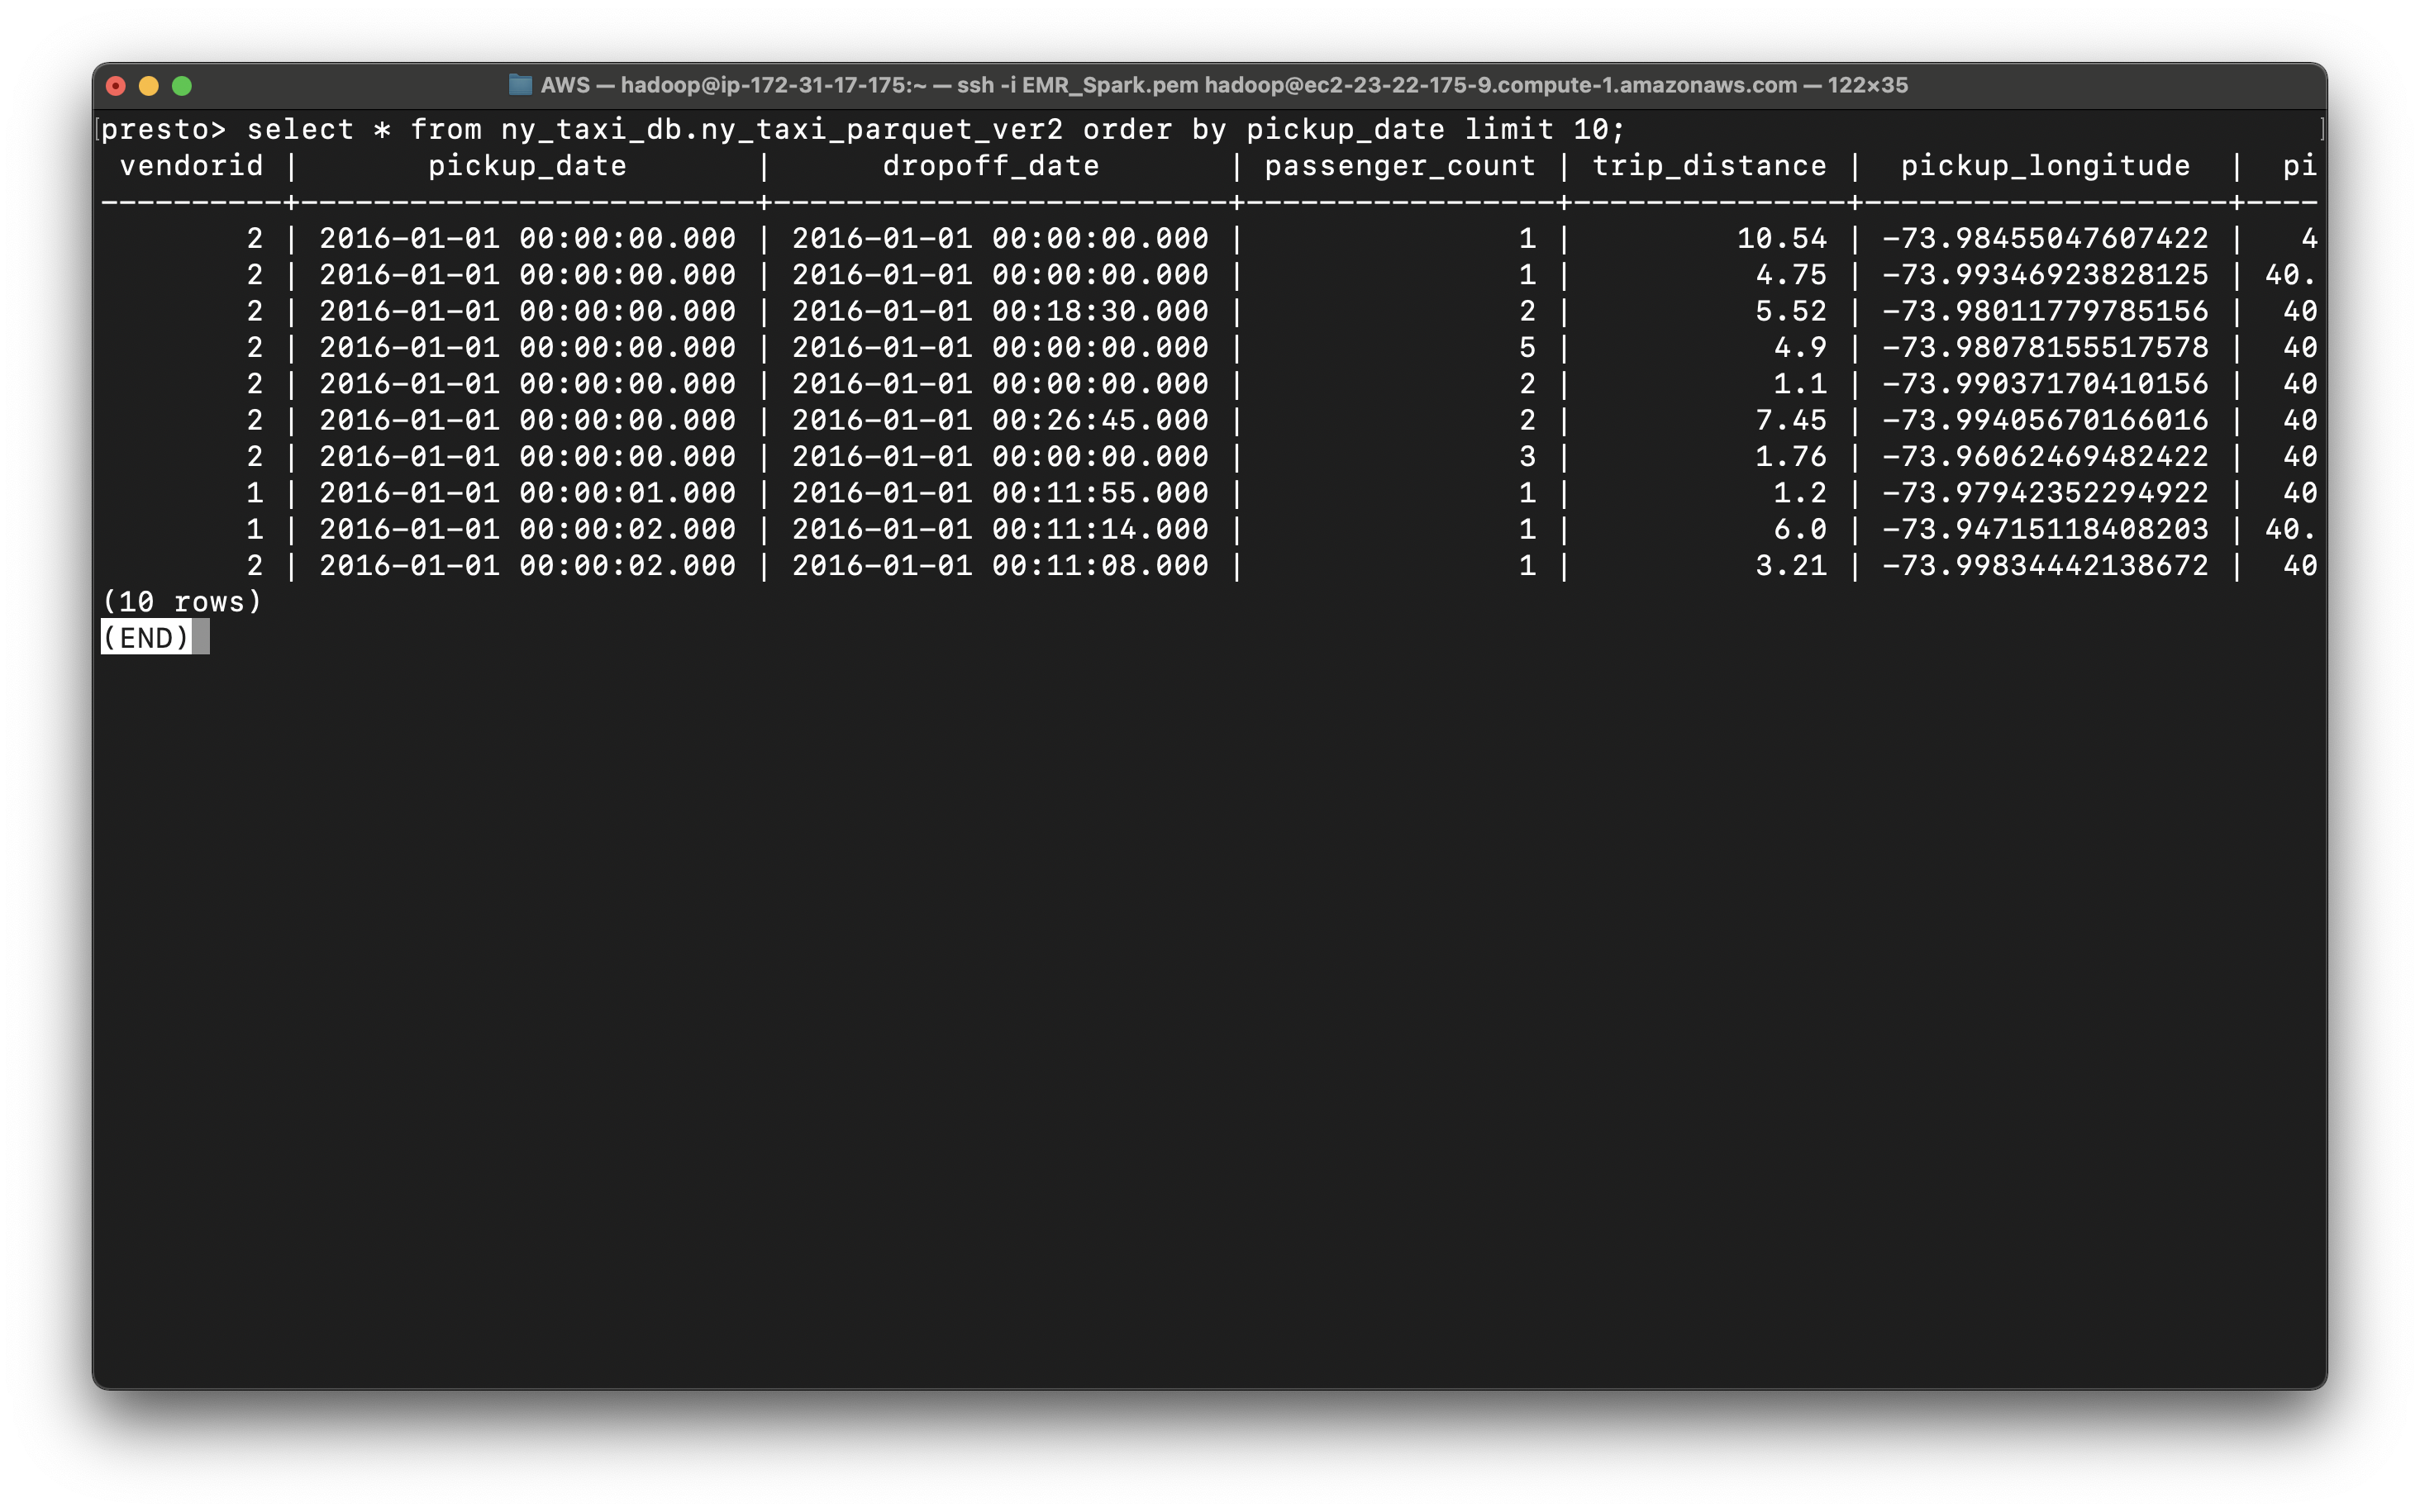 AWS — hadoop@ip-172-31-17-175:~ — ssh -i EMR_Spark.pem hadoop@ec2-23-22-175-9.compute-1.amazonaws.com — 122×35
[presto> select * from ny_taxi_db.ny_taxi_parquet_ver2 order by pickup_date limit 10; ]
 vendorid |       pickup_date       |      dropoff_date       | passenger_count | trip_distance |  pickup_longitude  |  pi
----------+-------------------------+-------------------------+-----------------+---------------+--------------------+----
        2 | 2016-01-01 00:00:00.000 | 2016-01-01 00:00:00.000 |               1 |         10.54 | -73.98455047607422 |   4
        2 | 2016-01-01 00:00:00.000 | 2016-01-01 00:00:00.000 |               1 |          4.75 | -73.99346923828125 | 40.
        2 | 2016-01-01 00:00:00.000 | 2016-01-01 00:18:30.000 |               2 |          5.52 | -73.98011779785156 |  40
        2 | 2016-01-01 00:00:00.000 | 2016-01-01 00:00:00.000 |               5 |           4.9 | -73.98078155517578 |  40
        2 | 2016-01-01 00:00:00.000 | 2016-01-01 00:00:00.000 |               2 |           1.1 | -73.99037170410156 |  40
        2 | 2016-01-01 00:00:00.000 | 2016-01-01 00:26:45.000 |               2 |          7.45 | -73.99405670166016 |  40
        2 | 2016-01-01 00:00:00.000 | 2016-01-01 00:00:00.000 |               3 |          1.76 | -73.96062469482422 |  40
        1 | 2016-01-01 00:00:01.000 | 2016-01-01 00:11:55.000 |               1 |           1.2 | -73.97942352294922 |  40
        1 | 2016-01-01 00:00:02.000 | 2016-01-01 00:11:14.000 |               1 |           6.0 | -73.94715118408203 | 40.
        2 | 2016-01-01 00:00:02.000 | 2016-01-01 00:11:08.000 |               1 |          3.21 | -73.99834442138672 |  40
(10 rows)
(END)